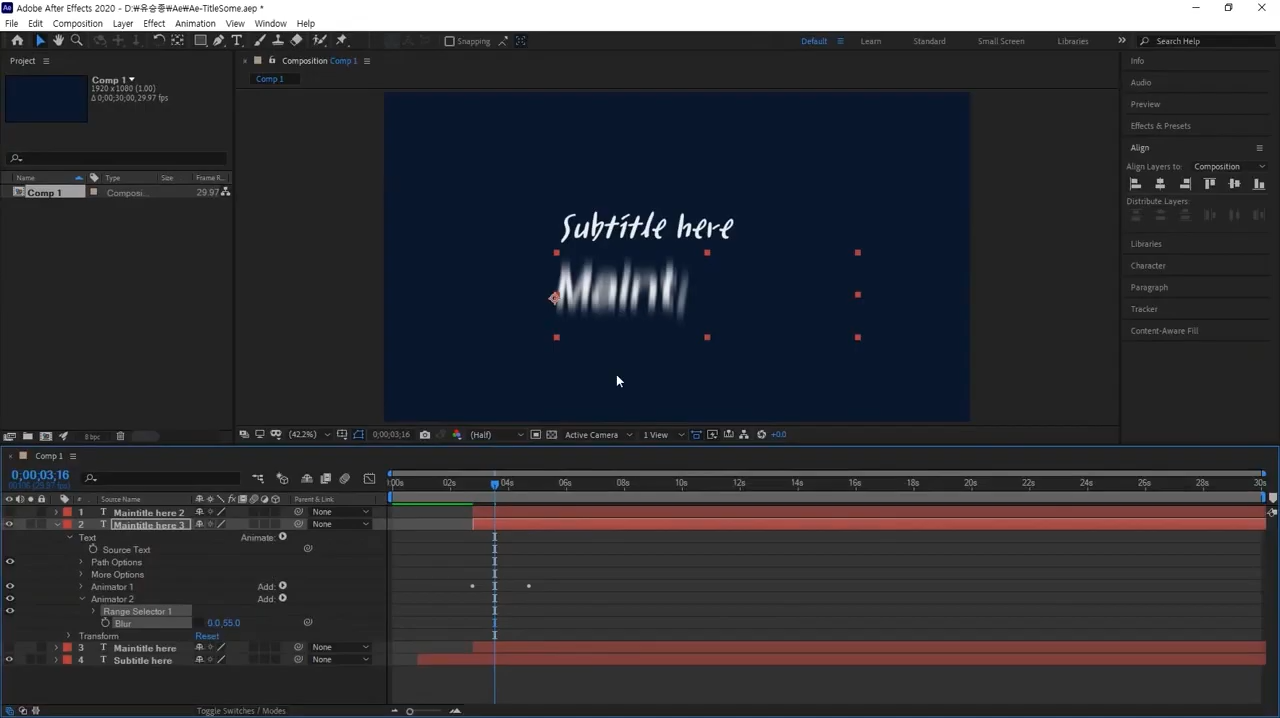 Adobe After Effects 2020 - D:₩유승종₩Ae₩Ae-TitleSome.aep *
File Edit Composition Layer Effect Animation View Window Help
Snapping Default Learn Standard Small Screen Libraries Search Help
Project
Comp 1
1920 x 1080 (1.00)
Δ 0;00;30;00, 29.97 fps
Name Type Size Frame R...
Comp 1 Composi... 29.97
8 bpc
Composition Comp 1
Comp 1
Subtitle here
Maint
(42.2%) 0;00;03;16 (Half) Active Camera 1 View +0.0
Info
Audio
Preview
Effects & Presets
Align
Align Layers to: Composition
Distribute Layers:
Libraries
Character
Paragraph
Tracker
Content-Aware Fill
Comp 1
0;00;03;16
:00s 02s 04s 06s 08s 10s 12s 14s 16s 18s 20s 22s 24s 26s 28s 30s
# Source Name Parent & Link
1 T Maintitle here 2 None
2 T Maintitle here 3 None
Text Animate:
Source Text
Path Options
More Options
Animator 1 Add:
Animator 2 Add:
Range Selector 1
Blur 0.0,55.0
Transform Reset
3 T Maintitle here None
4 T Subtitle here None
Toggle Switches / Modes